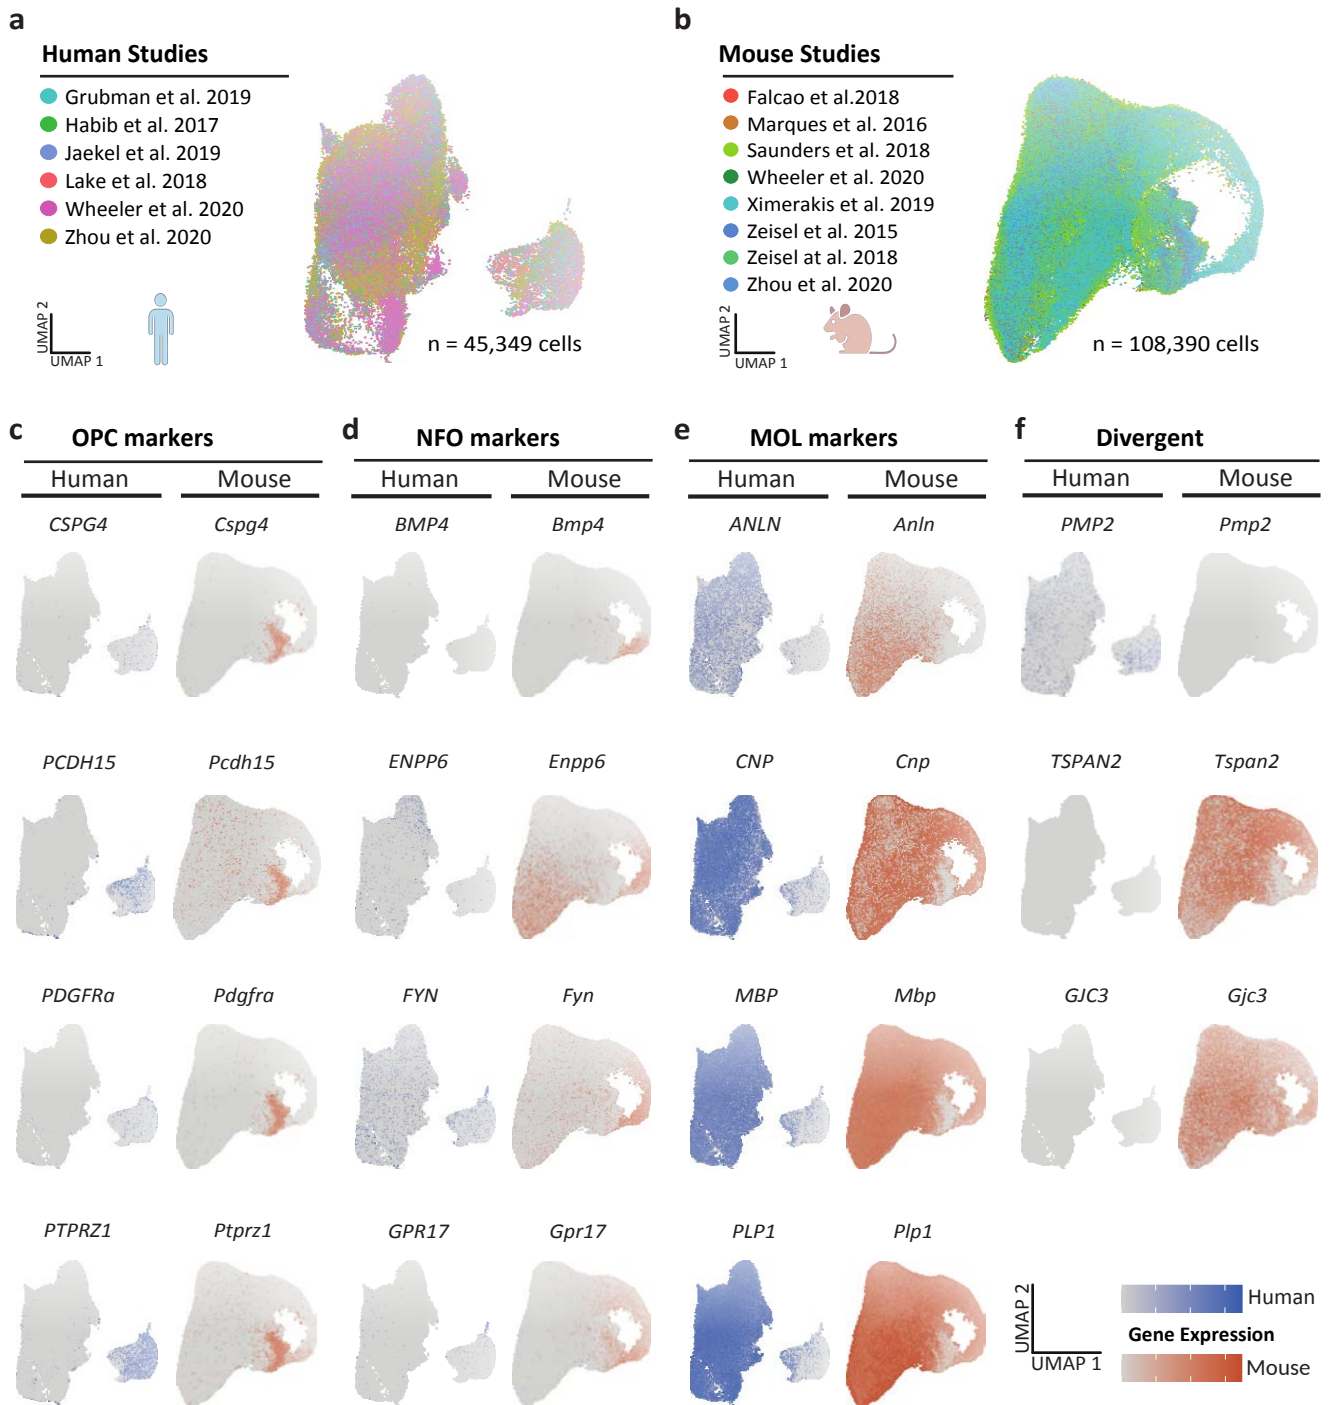 a
Human Studies
Grubman et al. 2019
Habib et al. 2017
Jaekel et al. 2019
Lake et al. 2018
Wheeler et al. 2020
Zhou et al. 2020
UMAP 2
UMAP 1
n = 45,349 cells
b
Mouse Studies
Falcao et al.2018
Marques et al. 2016
Saunders et al. 2018
Wheeler et al. 2020
Ximerakis et al. 2019
Zeisel et al. 2015
Zeisel at al. 2018
Zhou et al. 2020
UMAP 2
UMAP 1
n = 108,390 cells
c OPC markers
Human Mouse
CSPG4 Cspg4
PCDH15 Pcdh15
PDGFRa Pdgfra
PTPRZ1 Ptprz1
d NFO markers
Human Mouse
BMP4 Bmp4
ENPP6 Enpp6
FYN Fyn
GPR17 Gpr17
e MOL markers
Human Mouse
ANLN Anln
CNP Cnp
MBP Mbp
PLP1 Plp1
f Divergent
Human Mouse
PMP2 Pmp2
TSPAN2 Tspan2
GJC3 Gjc3
UMAP 2
UMAP 1
Human
Gene Expression
Mouse